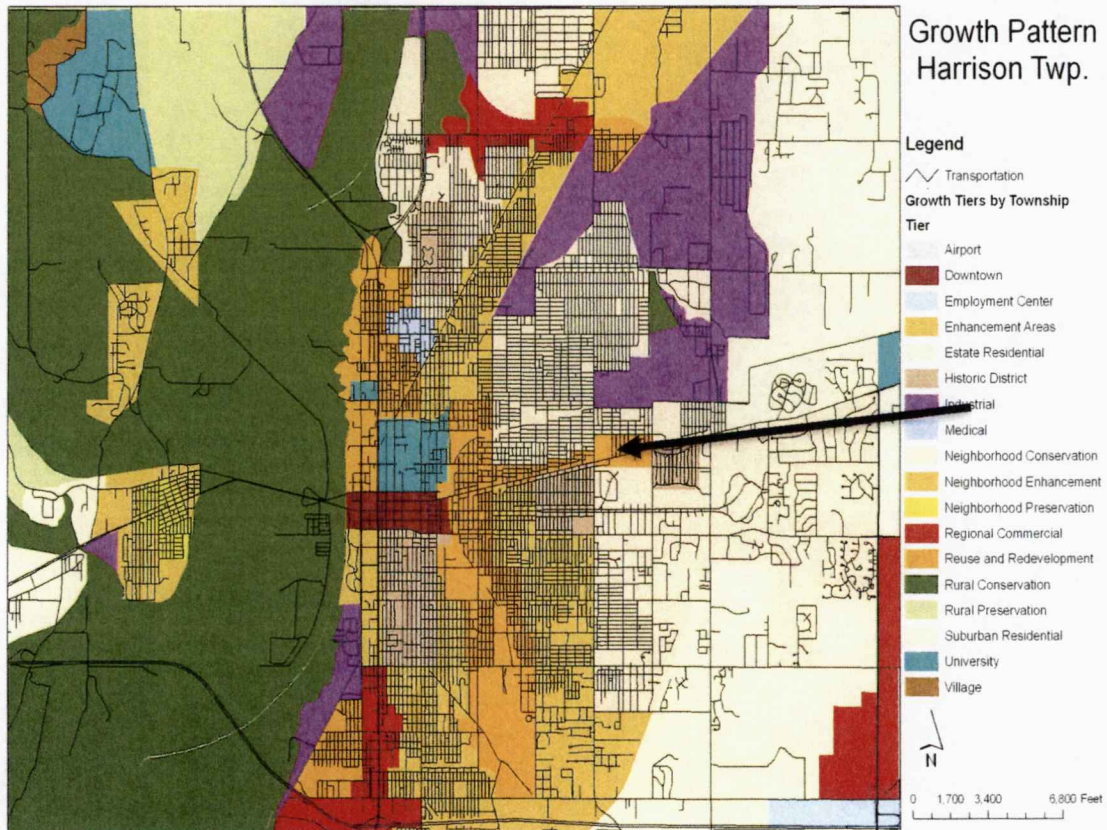 Growth Pattern
Harrison Twp.
Legend
Transportation
Growth Tiers by Township
Tier
Airport
Downtown
Employment Center
Enhancement Areas
Estate Residential
Historic District
Industrial
Medical
Neighborhood Conservation
Neighborhood Enhancement
Neighborhood Preservation
Regional Commercial
Reuse and Redevelopment
Rural Conservation
Rural Preservation
Suburban Residential
University
Village
N
0 1,700 3,400 6,800 Feet